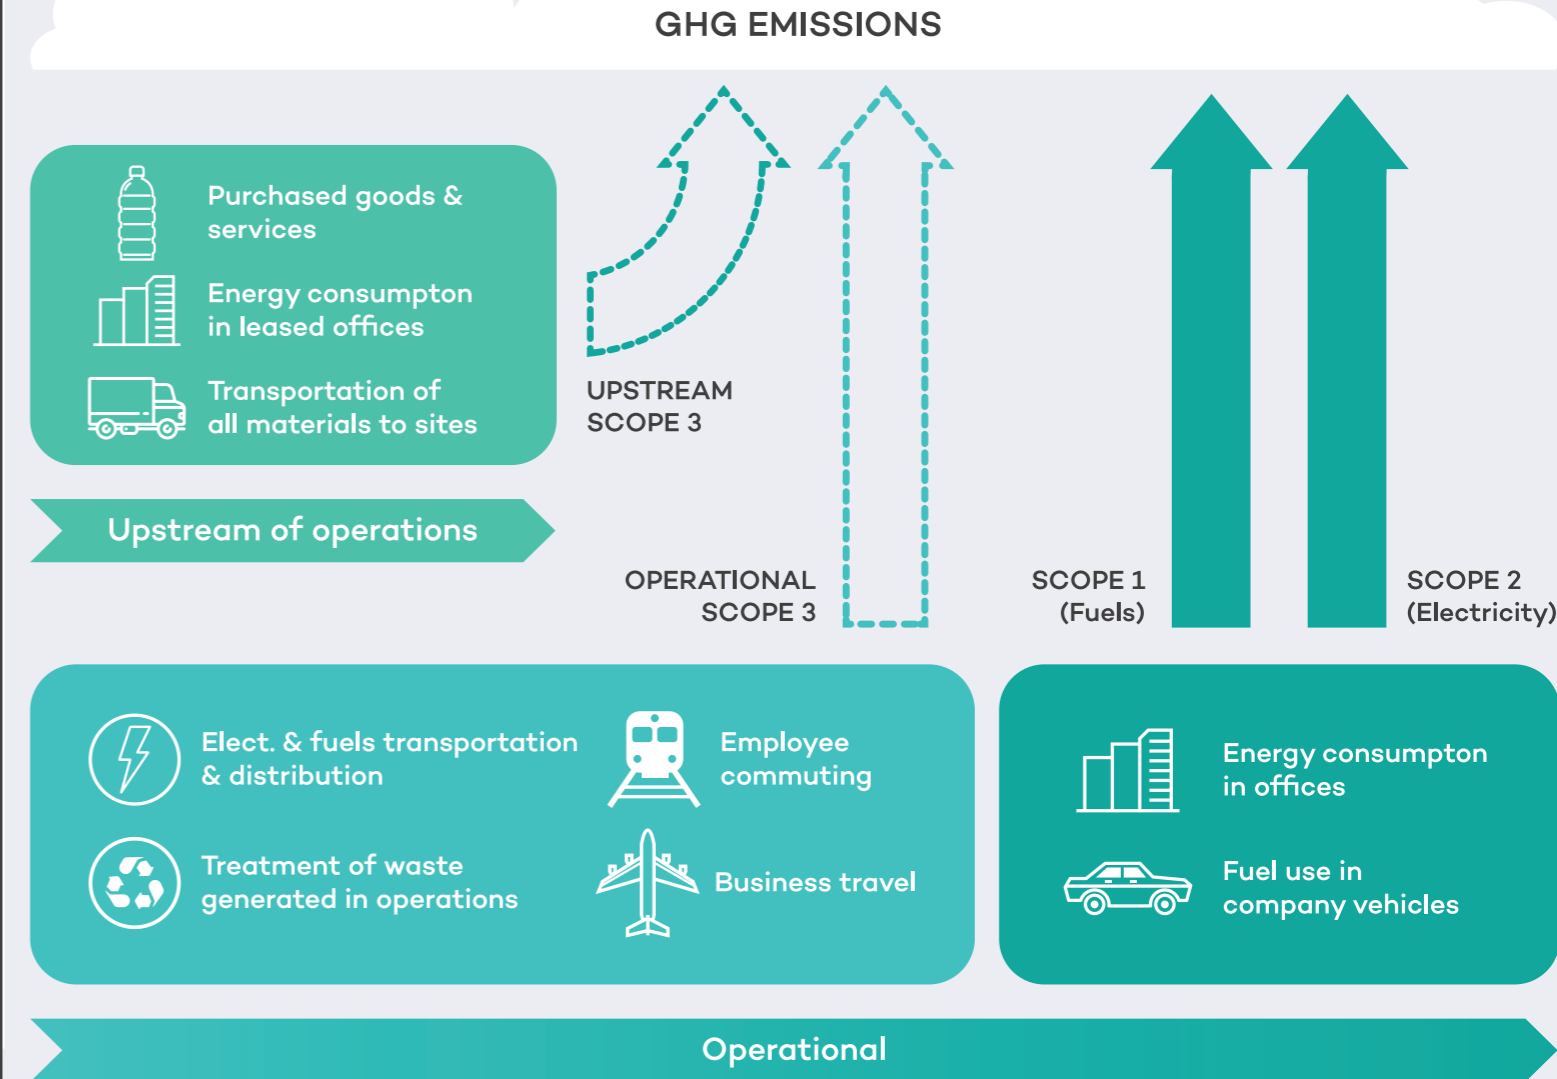 GHG EMISSIONS
Purchased goods &
services
Energy consumpton
in leased offices
Transportation of
all materials to sites
UPSTREAM
SCOPE 3
Upstream of operations
OPERATIONAL
SCOPE 3
SCOPE 1
(Fuels)
SCOPE 2
(Electricity)
Elect. & fuels transportation
& distribution
Employee
commuting
Treatment of waste
generated in operations
Business travel
Energy consumpton
in offices
Fuel use in
company vehicles
Operational